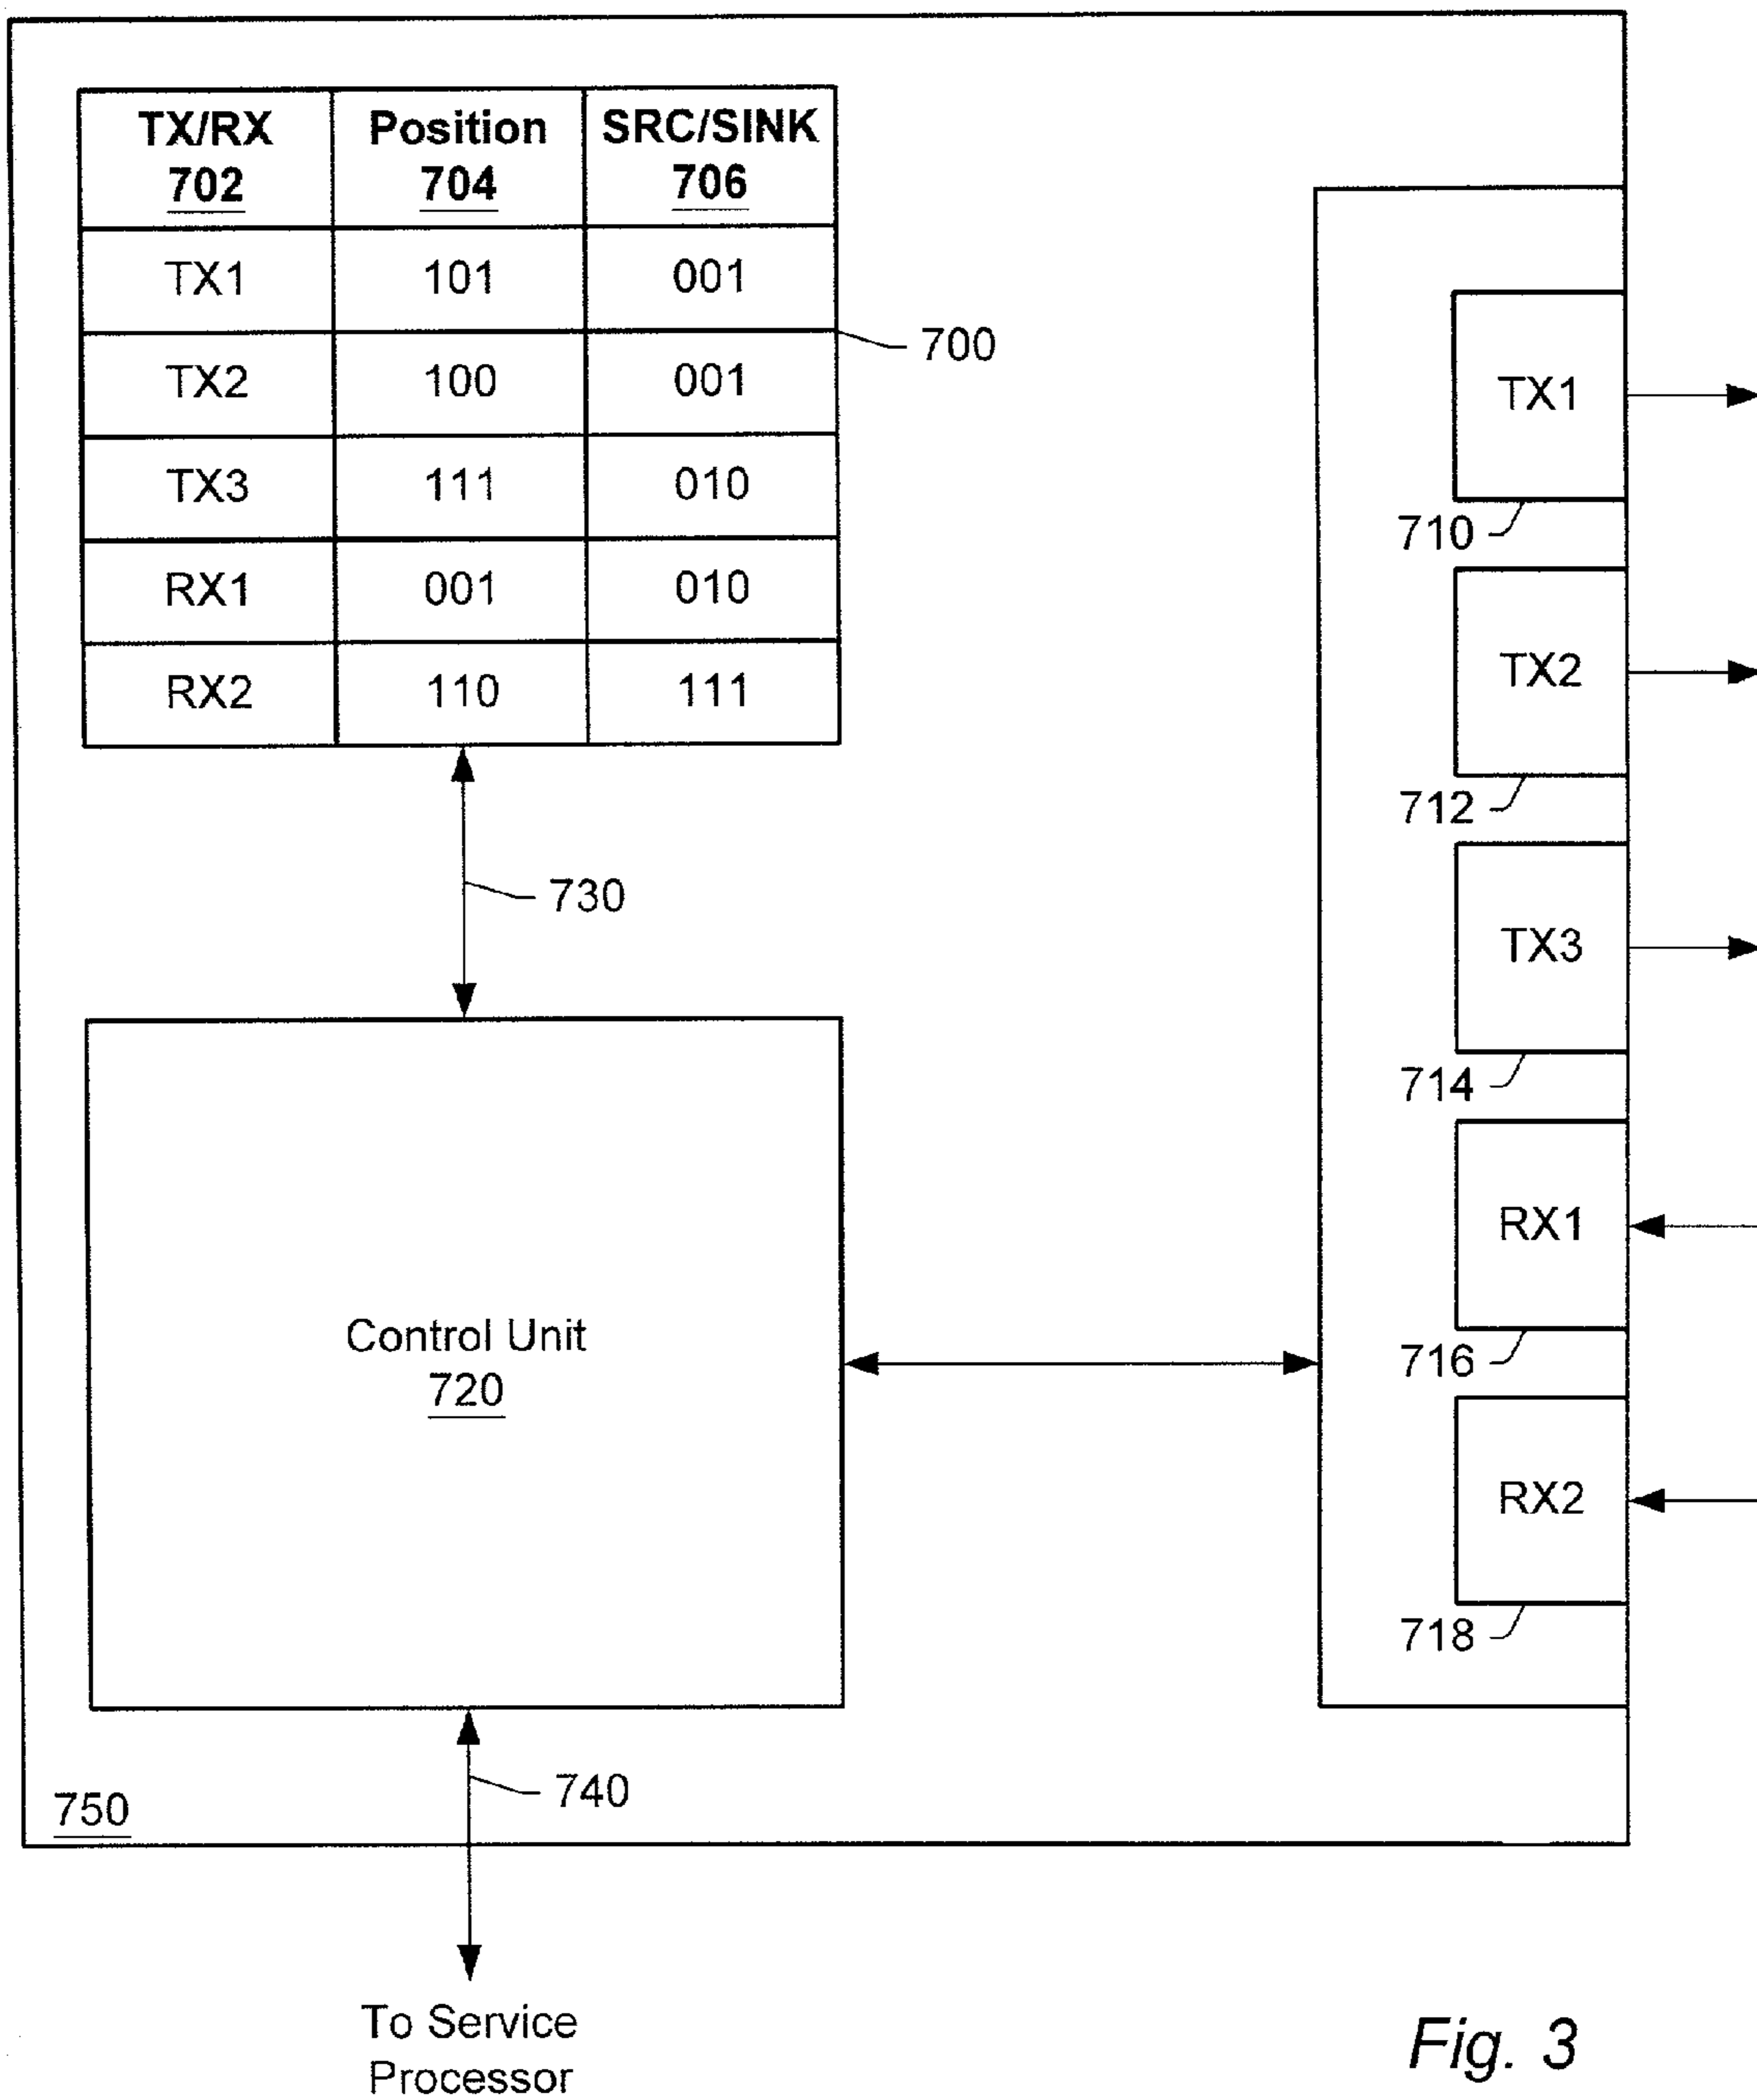 TX/RX Position SRC/SINK
702 704 706
TX1 101 001
TX2 100 001
TX3 111 010
RX1 001 010
RX2 110 111
700
TX1
710
TX2
712
TX3
714
RX1
716
RX2
718
730
Control Unit
720
740
750
To Service
Processor
Fig. 3